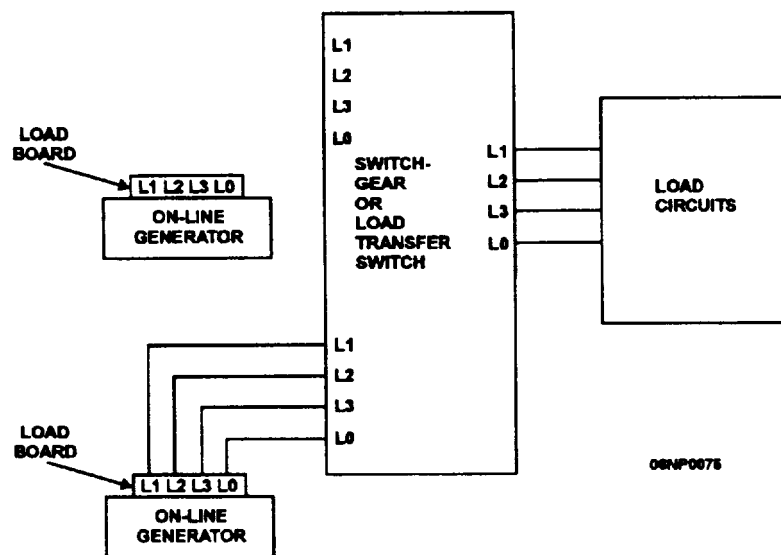 L1
L2
L3
L0
LOAD
BOARD
L1 L2 L3 L0
ON-LINE
GENERATOR
SWITCH-
GEAR
OR
LOAD
TRANSFER
SWITCH
L1
L2
L3
L0
LOAD
CIRCUITS
L1
L2
L3
L0
LOAD
BOARD
L1 L2 L3 L0
ON-LINE
GENERATOR
06NP0075